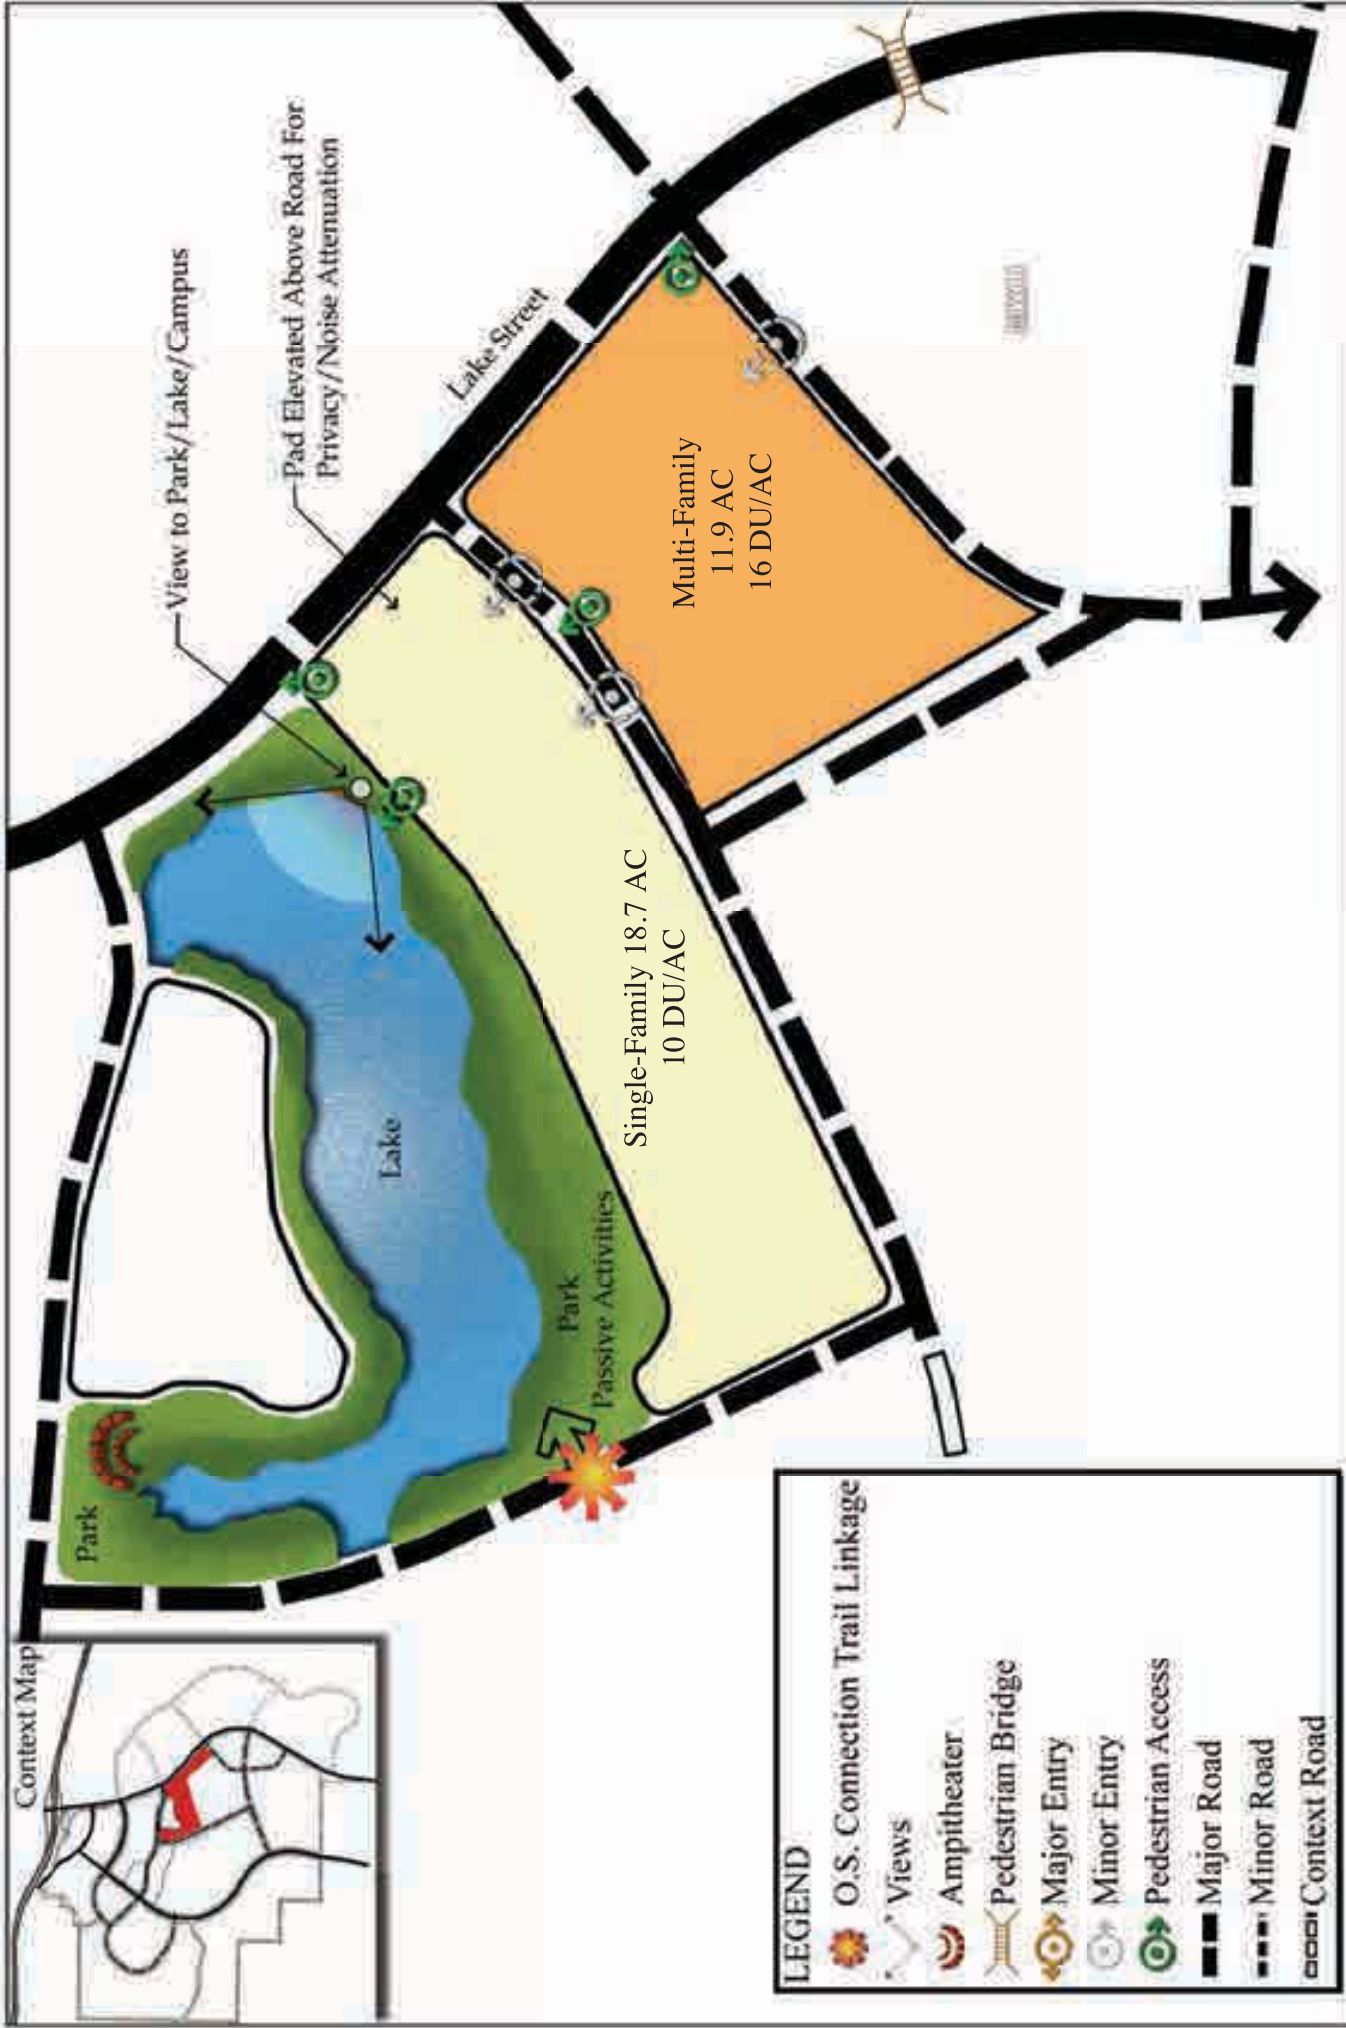 Context Map
Park
View to Park/Lake/Campus
Pad Elevated Above Road For
Privacy/Noise Attenuation
Lake Street
Lake
Park
Passive Activities
Single-Family 18.7 AC
10 DU/AC
Multi-Family
11.9 AC
16 DU/AC
LEGEND
O.S. Connection Trail Linkage
Views
Ampitheater
Pedestrian Bridge
Major Entry
Minor Entry
Pedestrian Access
Major Road
Minor Road
Context Road